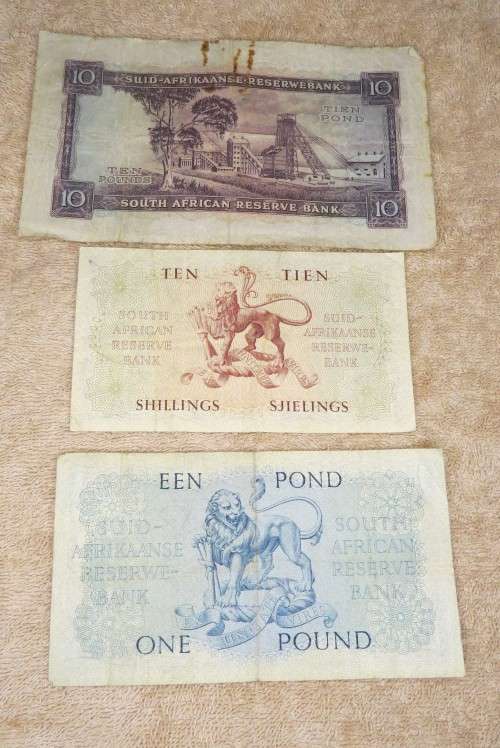 10 SUID-AFRIKAANSE RESERWEBANK 10
TIEN
POND
TEN
POUNDS
10 SOUTH AFRICAN RESERVE BANK 10
TEN TIEN
SOUTH
AFRICAN
RESERVE
BANK
SUID-
AFRIKAANSE
RESERWE-
BANK
SHILLINGS SJIELINGS
EEN POND
SUID-
AFRIKAANSE
RESERWE-
BANK
SOUTH
AFRICAN
RESERVE
BANK
ONE POUND